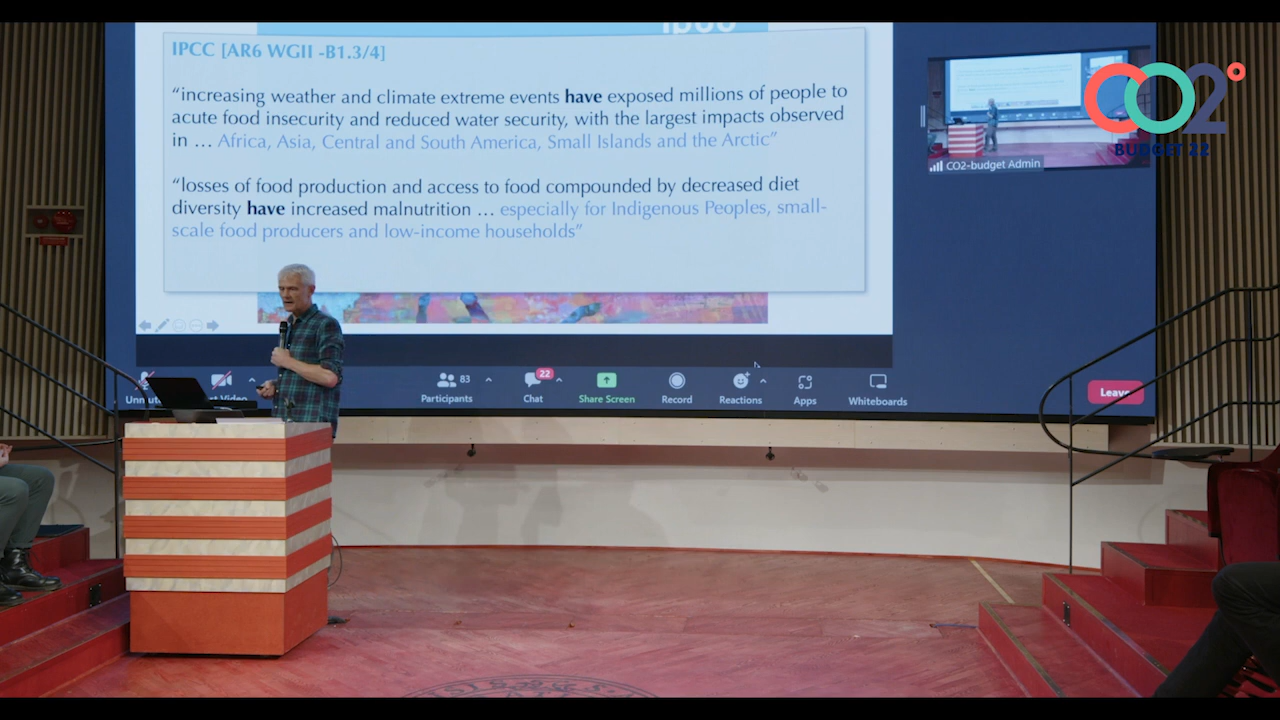 IPCC [AR6 WGII -B1.3/4]
“increasing weather and climate extreme events have exposed millions of people to
acute food insecurity and reduced water security, with the largest impacts observed
in … Africa, Asia, Central and South America, Small Islands and the Arctic”
“losses of food production and access to food compounded by decreased diet
diversity have increased malnutrition … especially for Indigenous Peoples, small-
scale food producers and low-income households”
CO2
BUDGET 22
CO2-budget Admin
83
22
Participants
Chat
Share Screen
Record
Reactions
Apps
Whiteboards
Leave